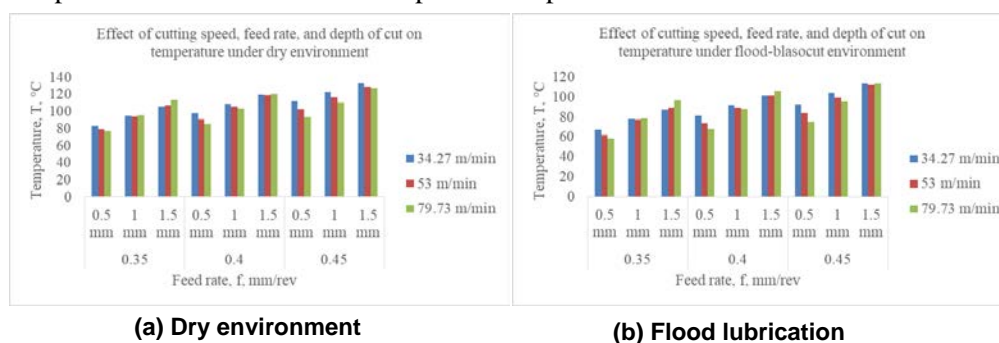 Effect of cutting speed, feed rate, and depth of cut on
temperature under dry environment
Temperature, T, °C
140
120
100
80
60
40
20
0
0.5 mm 1 mm 1.5 mm 0.5 mm 1 mm 1.5 mm 0.5 mm 1 mm 1.5 mm
0.35 0.4 0.45
Feed rate, f, mm/rev
34.27 m/min
53 m/min
79.73 m/min
(a) Dry environment
Effect of cutting speed, feed rate, and depth of cut on
temperature under flood-blasocut environment
Temperature, T, °C
120
100
80
60
40
20
0
0.5 mm 1 mm 1.5 mm 0.5 mm 1 mm 1.5 mm 0.5 mm 1 mm 1.5 mm
0.35 0.4 0.45
Feed rate, f, mm/rev
34.27 m/min
53 m/min
79.73 m/min
(b) Flood lubrication